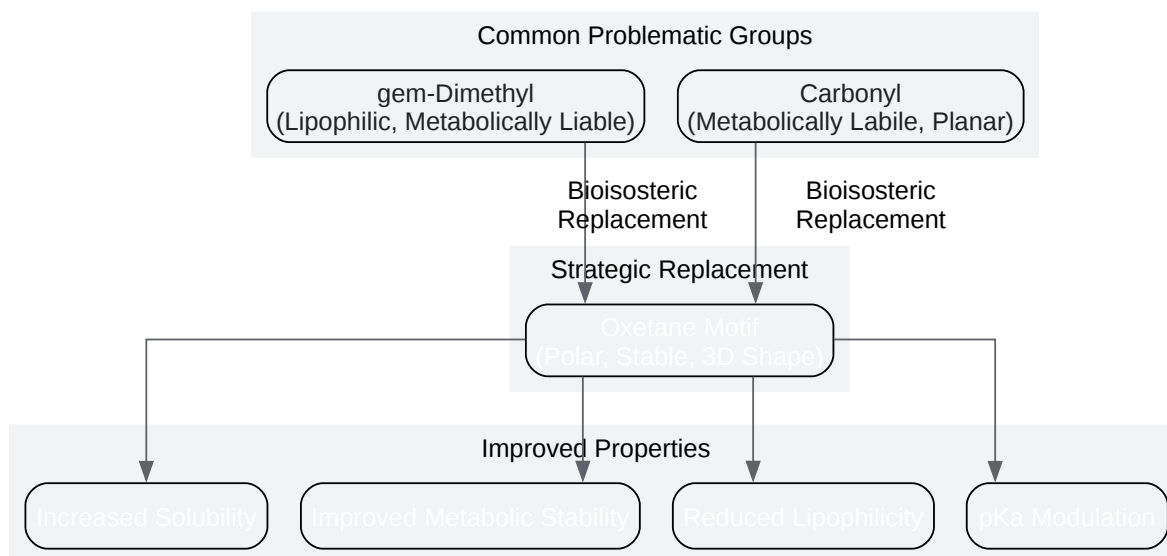 Common Problematic Groups
gem-Dimethyl
(Lipophilic, Metabolically Liable)
Carbonyl
(Metabolically Labile, Planar)
Bioisosteric
Replacement
Bioisosteric
Replacement
Strategic Replacement
Oxetane Motif
(Polar, Stable, 3D Shape)
Improved Properties
Increased Solubility
Improved Metabolic Stability
Reduced Lipophilicity
pKa Modulation